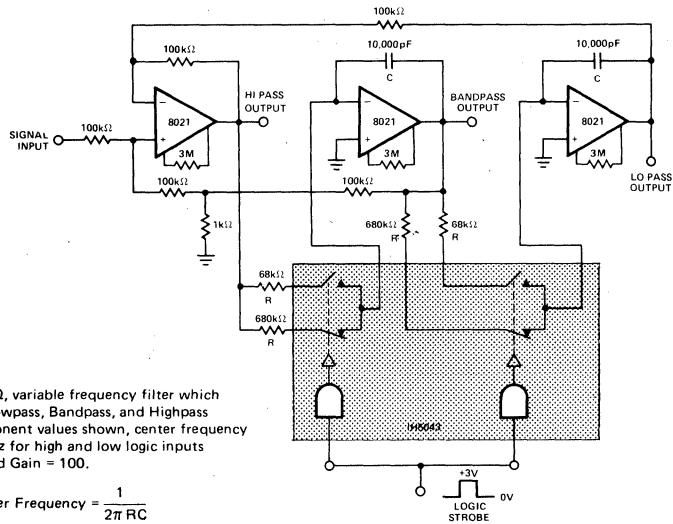 100kΩ
100kΩ
10,000pF
C
10,000pF
C
HI PASS
OUTPUT
BANDPASS
OUTPUT
8021
8021
8021
SIGNAL
INPUT
100kΩ
3M
3M
3M
LO PASS
OUTPUT
100kΩ
100kΩ
1kΩ
680kΩ
R
68kΩ
R
68kΩ
R
680kΩ
R
IH5043
+3V
0V
LOGIC
STROBE
Ω, variable frequency filter which
wpass, Bandpass, and Highpass
onent values shown, center frequency
z for high and low logic inputs
d Gain = 100.
er Frequency = 1 / 2π RC